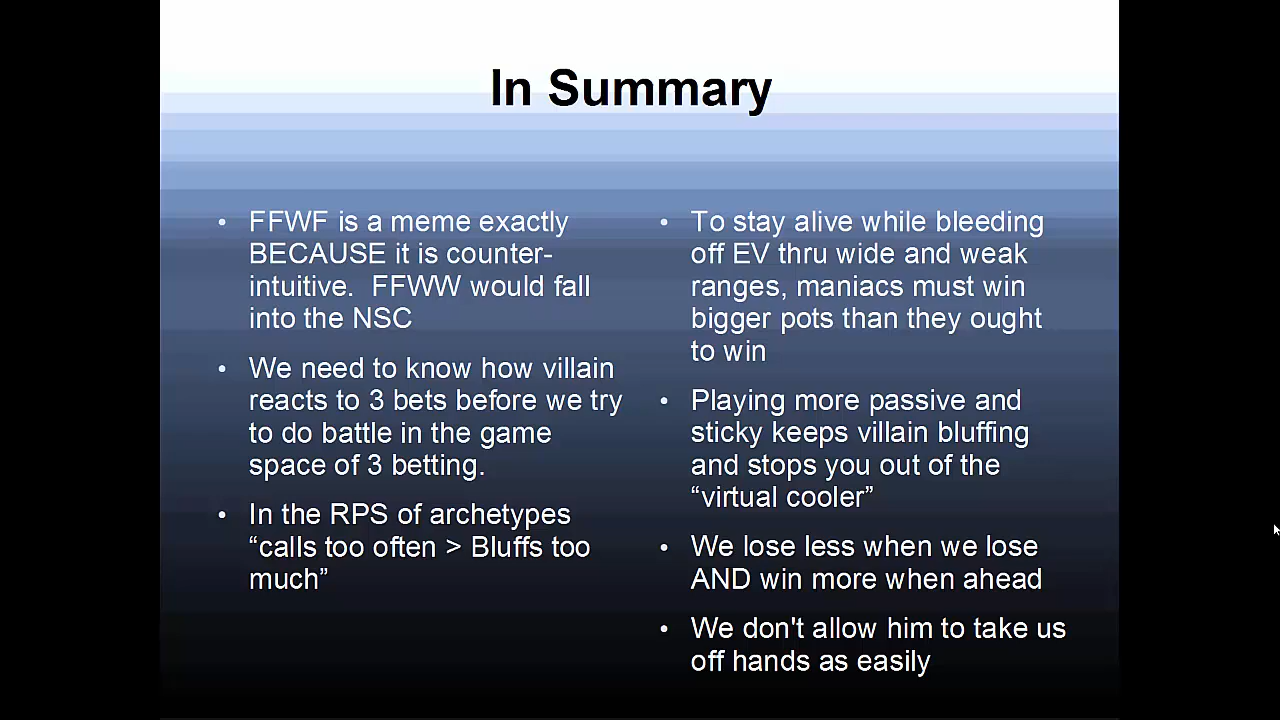 In Summary
• FFWF is a meme exactly
BECAUSE it is counter-
intuitive.  FFWW would fall
into the NSC
• We need to know how villain
reacts to 3 bets before we try
to do battle in the game
space of 3 betting.
• In the RPS of archetypes
“calls too often > Bluffs too
much”
• To stay alive while bleeding
off EV thru wide and weak
ranges, maniacs must win
bigger pots than they ought
to win
• Playing more passive and
sticky keeps villain bluffing
and stops you out of the
“virtual cooler”
• We lose less when we lose
AND win more when ahead
• We don't allow him to take us
off hands as easily